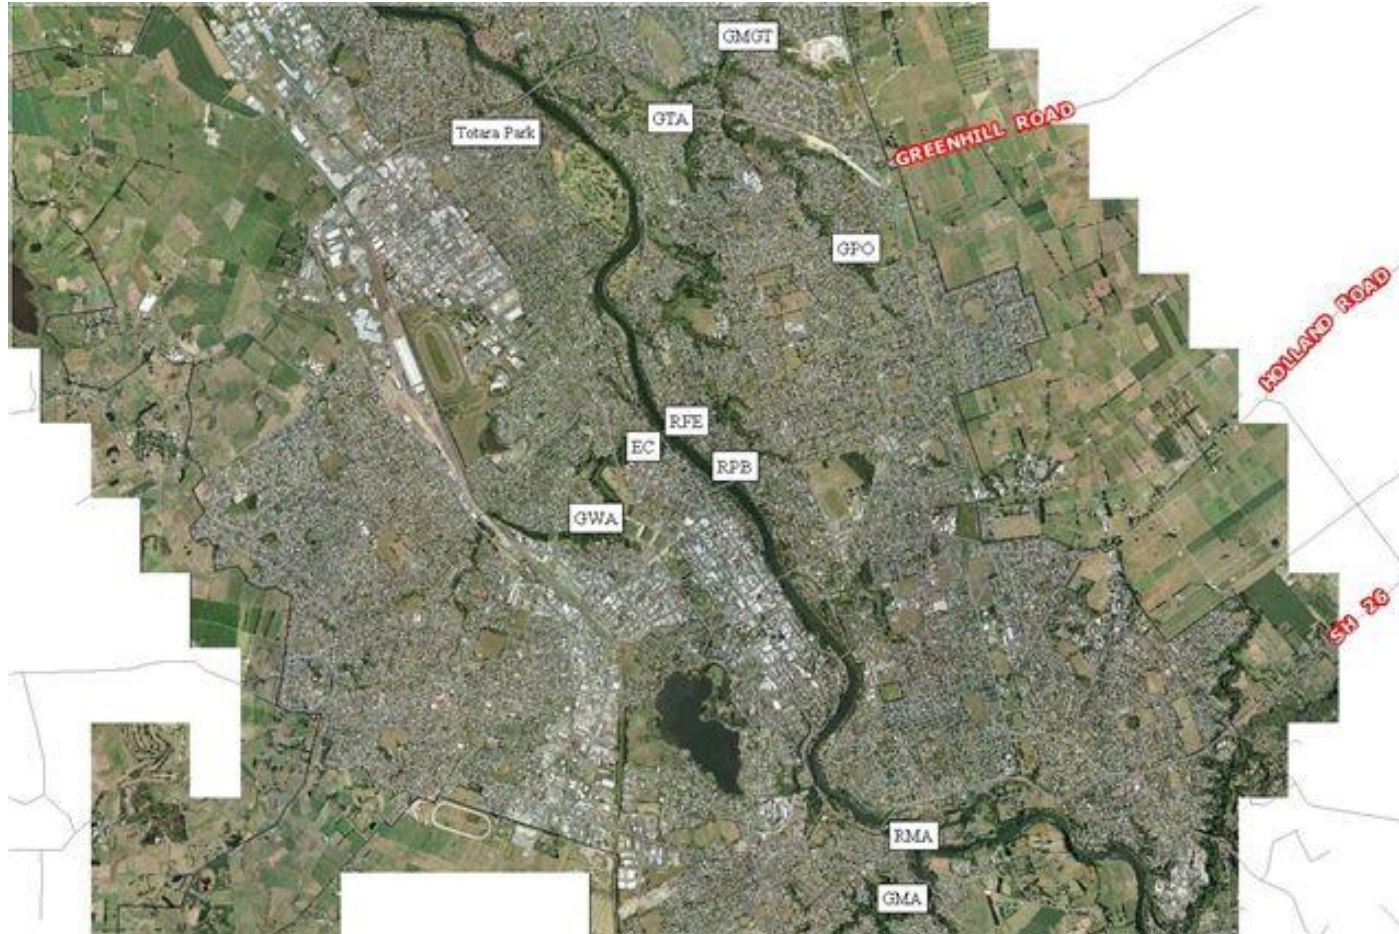 GMGT
GTA
Totara Park
GREENHILL ROAD
GPO
HOLLAND ROAD
RFE
EC
RPB
GWA
SH 26
RMA
GMA